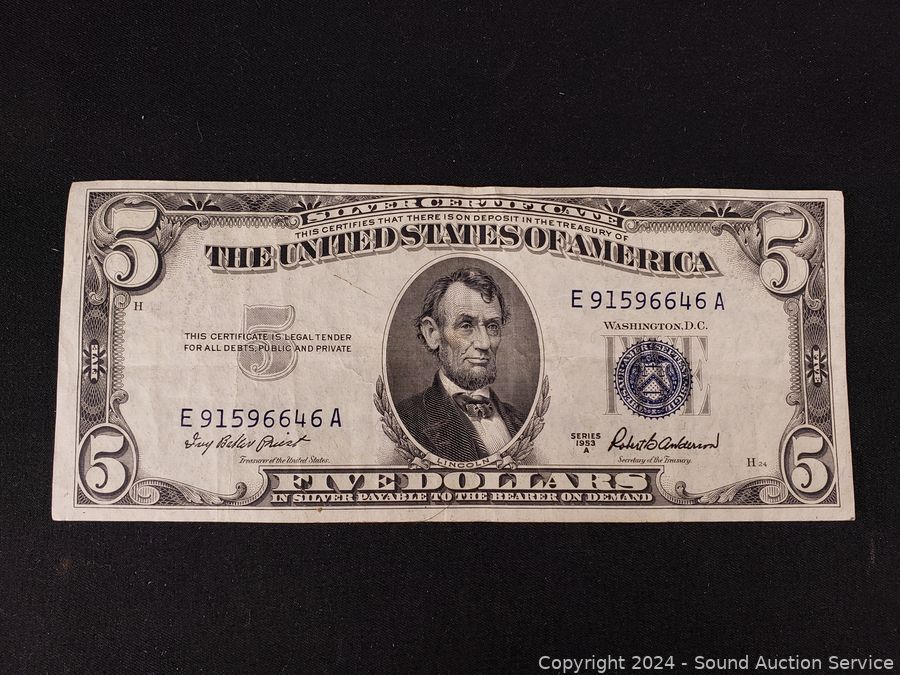 SILVER CERTIFICATE
THIS CERTIFIES THAT THERE IS ON DEPOSIT IN THE TREASURY OF
THE UNITED STATES OF AMERICA
5
5
E 91596646 A
H
WASHINGTON, D.C.
5
THIS CERTIFICATE IS LEGAL TENDER
FOR ALL DEBTS, PUBLIC AND PRIVATE
FIVE
FIVE
FIVE
E 91596646 A
Ivy Baker Priest
Treasurer of the United States.
SERIES
1953
A
Robert B. Anderson
Secretary of the Treasury.
LINCOLN
H 24
5
5
FIVE DOLLARS
IN SILVER PAYABLE TO THE BEARER ON DEMAND
Copyright 2024 - Sound Auction Service